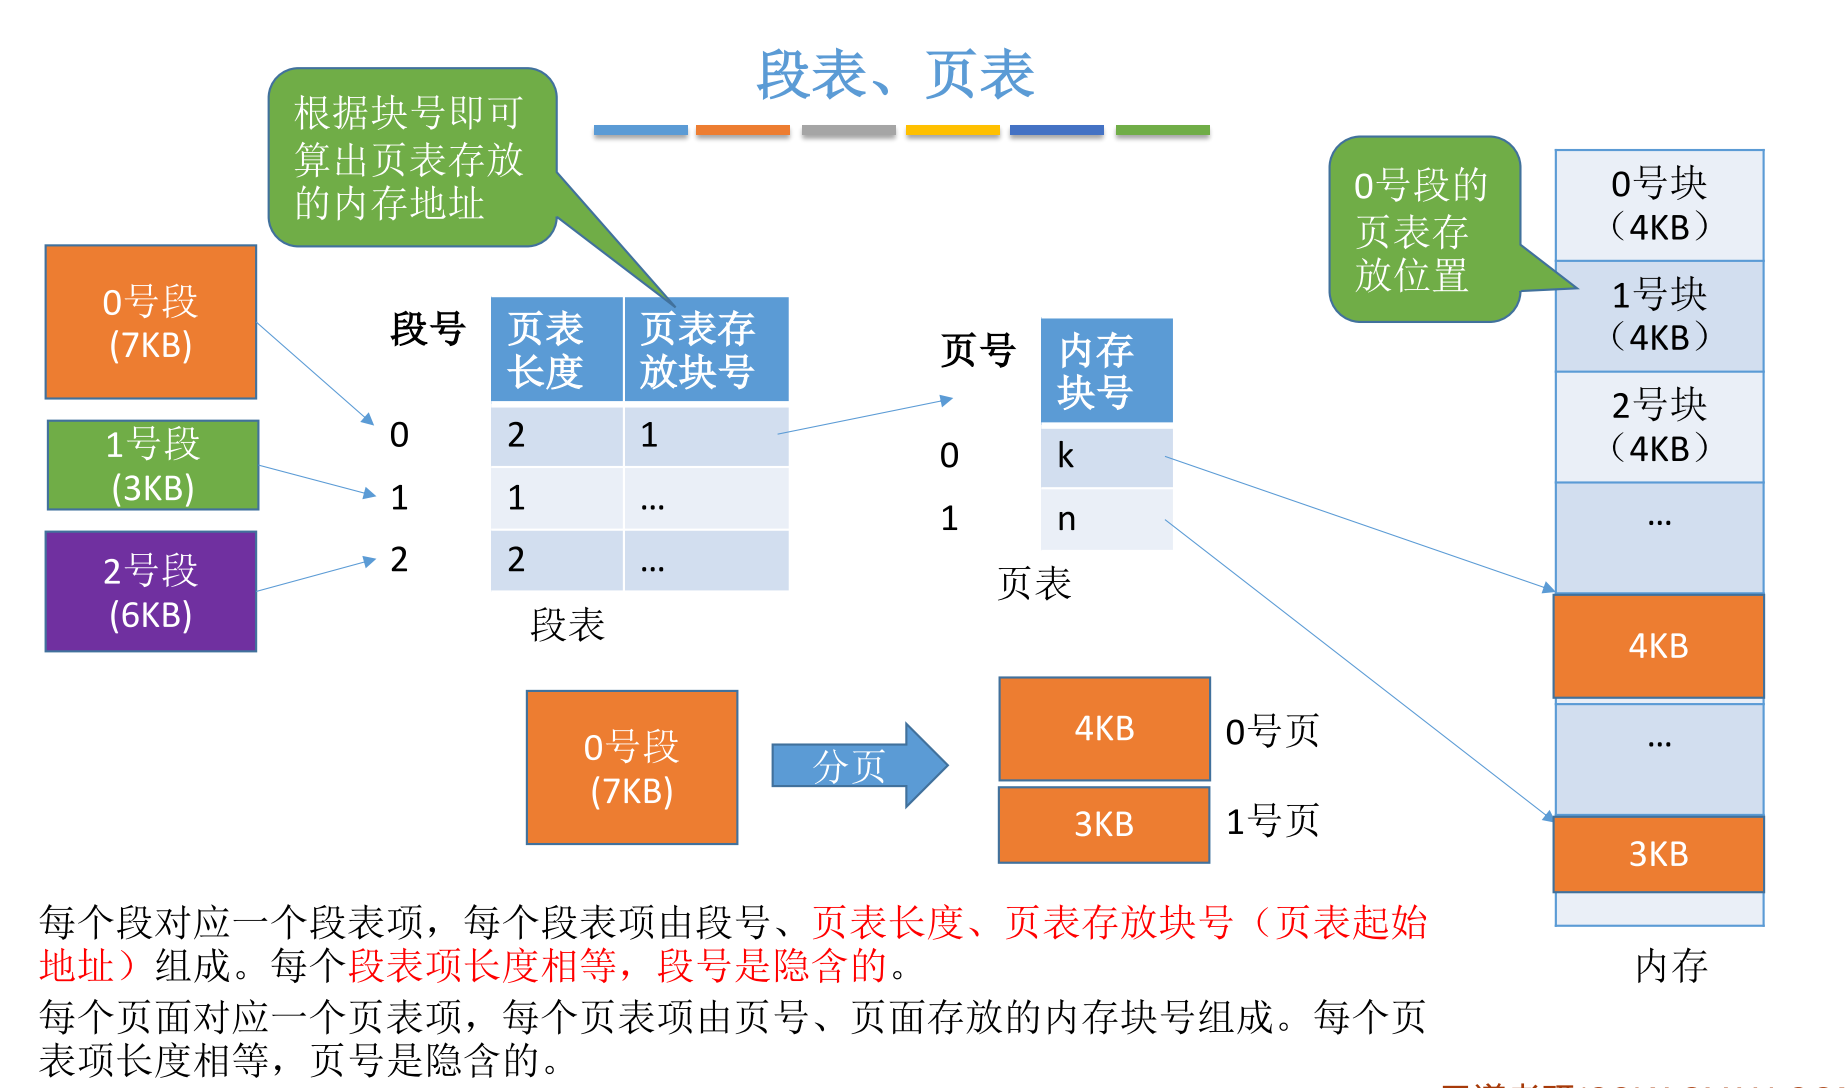 段表、页表
根据块号即可
算出页表存放
的内存地址
0号段的
页表存
放位置
0号段
(7KB)
1号段
(3KB)
2号段
(6KB)
段号
页表
长度
页表存
放块号
0
2
1
1
1
...
2
2
...
段表
页号
内存
块号
0
k
1
n
页表
0号块
（4KB）
1号块
（4KB）
2号块
（4KB）
...
4KB
...
3KB
内存
0号段
(7KB)
分页
4KB
0号页
3KB
1号页
每个段对应一个段表项，每个段表项由段号、页表长度、页表存放块号（页表起始
地址）组成。每个段表项长度相等，段号是隐含的。
每个页面对应一个页表项，每个页表项由页号、页面存放的内存块号组成。每个页
表项长度相等，页号是隐含的。